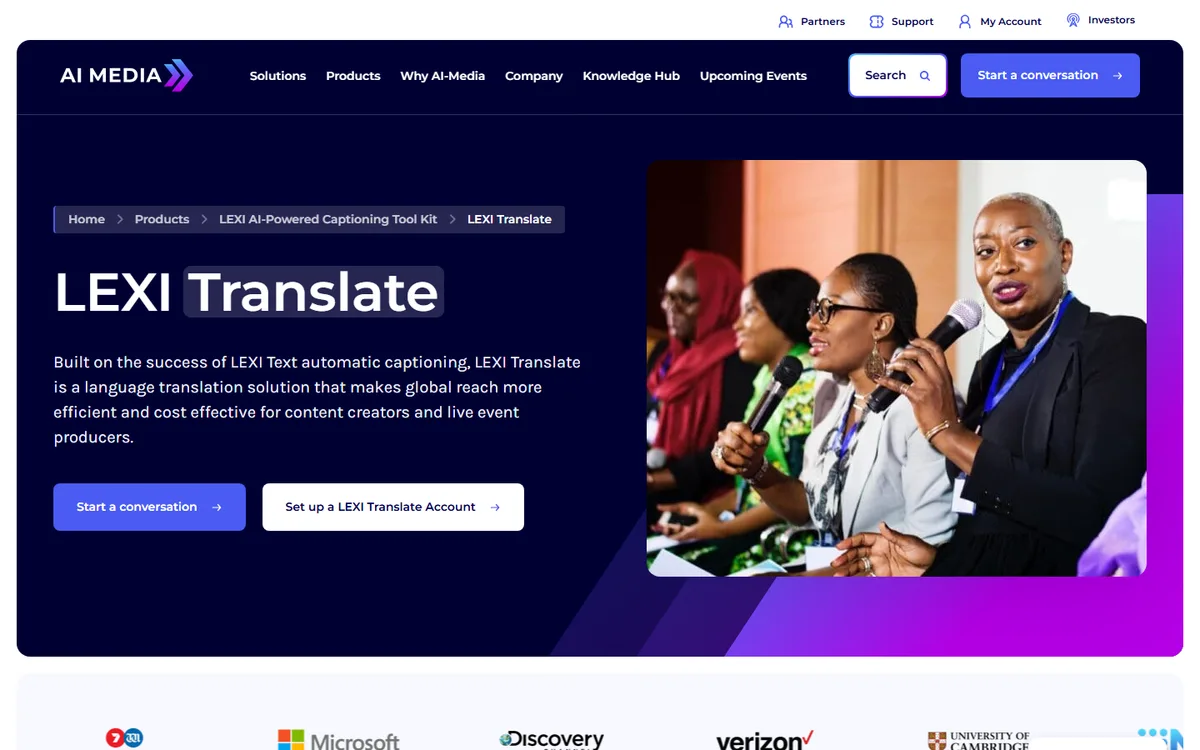 Partners Support My Account Investors
AI MEDIA Solutions Products Why AI-Media Company Knowledge Hub Upcoming Events Search Start a conversation
Home Products LEXI AI-Powered Captioning Tool Kit LEXI Translate
LEXI Translate
Built on the success of LEXI Text automatic captioning, LEXI Translate
is a language translation solution that makes global reach more
efficient and cost effective for content creators and live event
producers.
Start a conversation Set up a LEXI Translate Account
7 Microsoft Discovery verizon UNIVERSITY OF
CAMBRIDGE